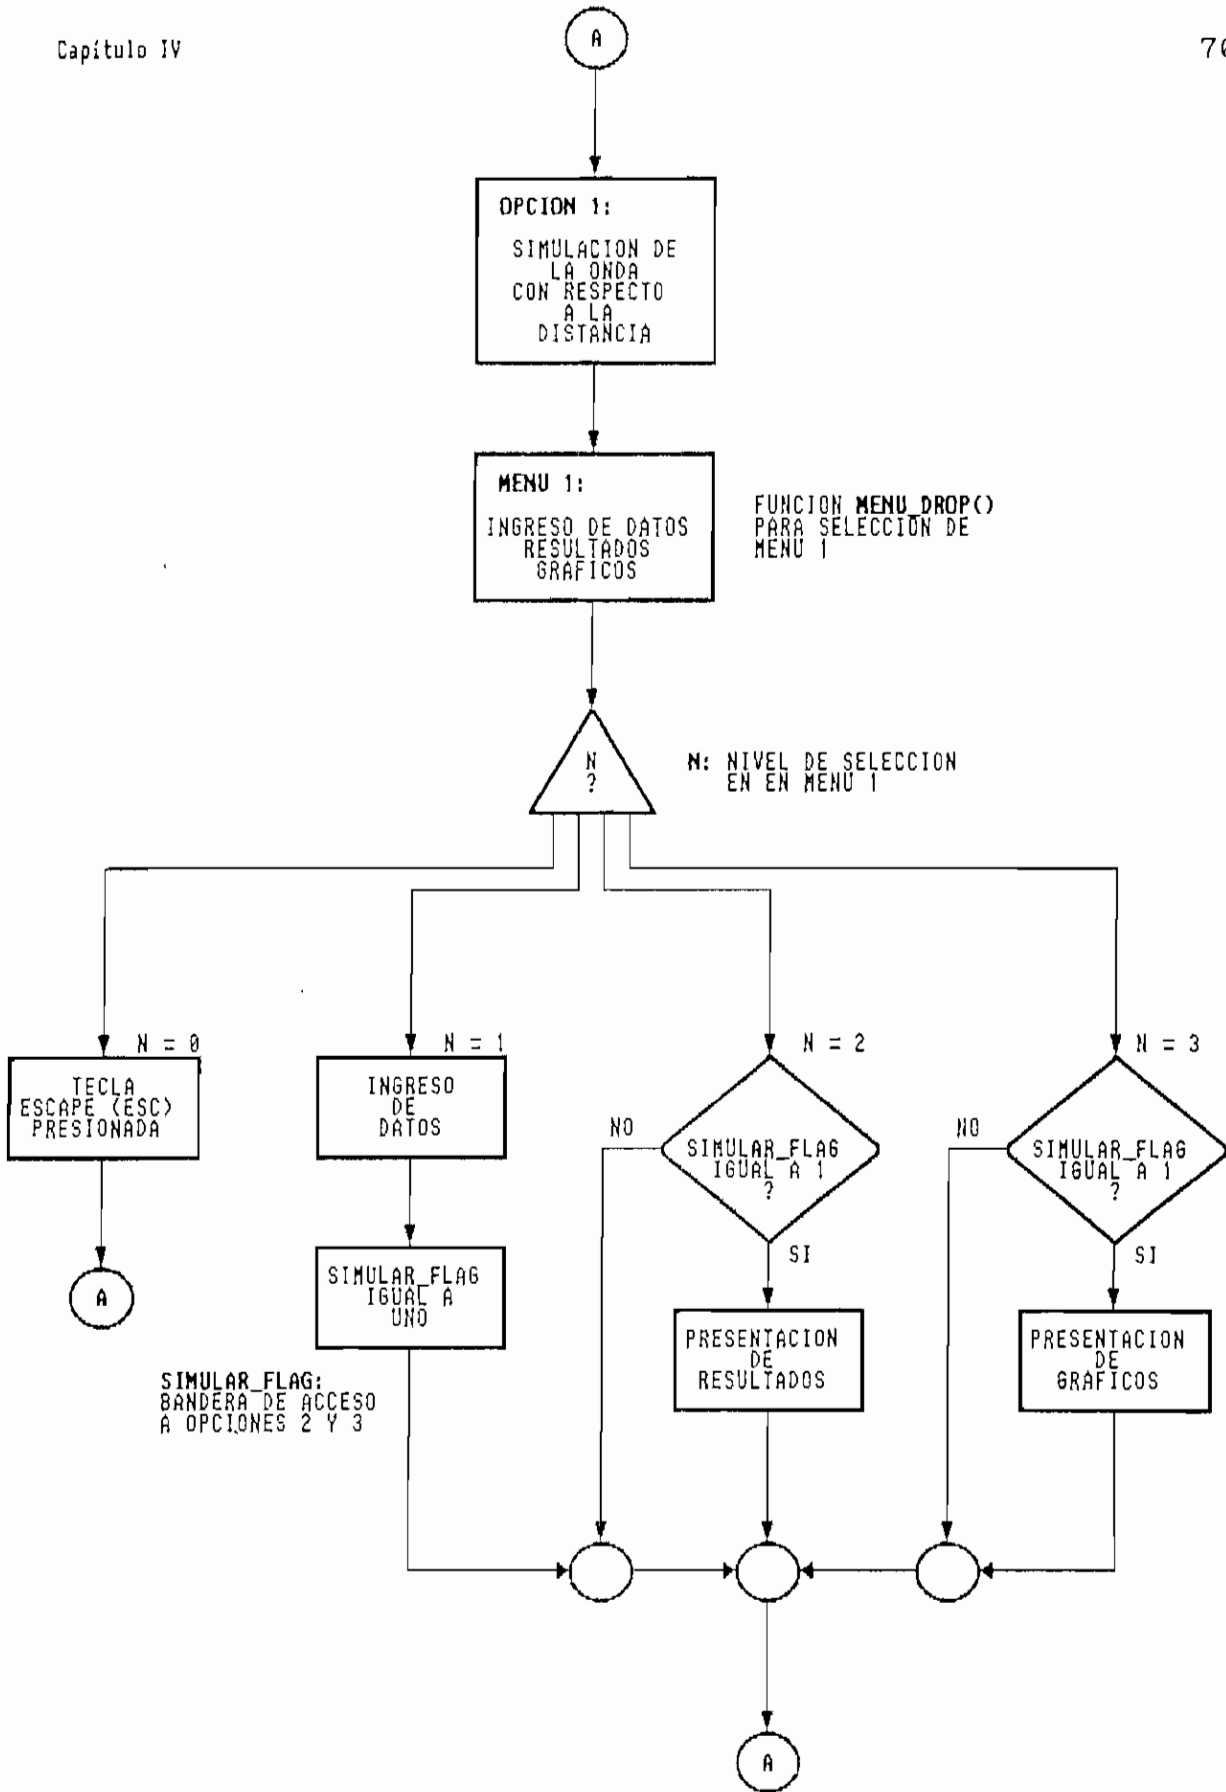 Capítulo IV
A
OPCION 1:
SIMULACION DE
LA ONDA
CON RESPECTO
A LA
DISTANCIA
MENU 1:
INGRESO DE DATOS
RESULTADOS
GRAFICOS
FUNCION MENU_DROP()
PARA SELECCION DE
MENU 1
N
?
N: NIVEL DE SELECCION
EN EN MENU 1
N = 0
N = 1
N = 2
N = 3
TECLA
ESCAPE (ESC)
PRESIONADA
INGRESO
DE
DATOS
NO
SIMULAR_FLAG
IGUAL A 1
?
SI
NO
SIMULAR_FLAG
IGUAL A 1
?
SI
A
SIMULAR_FLAG
IGUAL A
UNO
PRESENTACION
DE
RESULTADOS
PRESENTACION
DE
GRAFICOS
SIMULAR_FLAG:
BANDERA DE ACCESO
A OPCIONES 2 Y 3
A